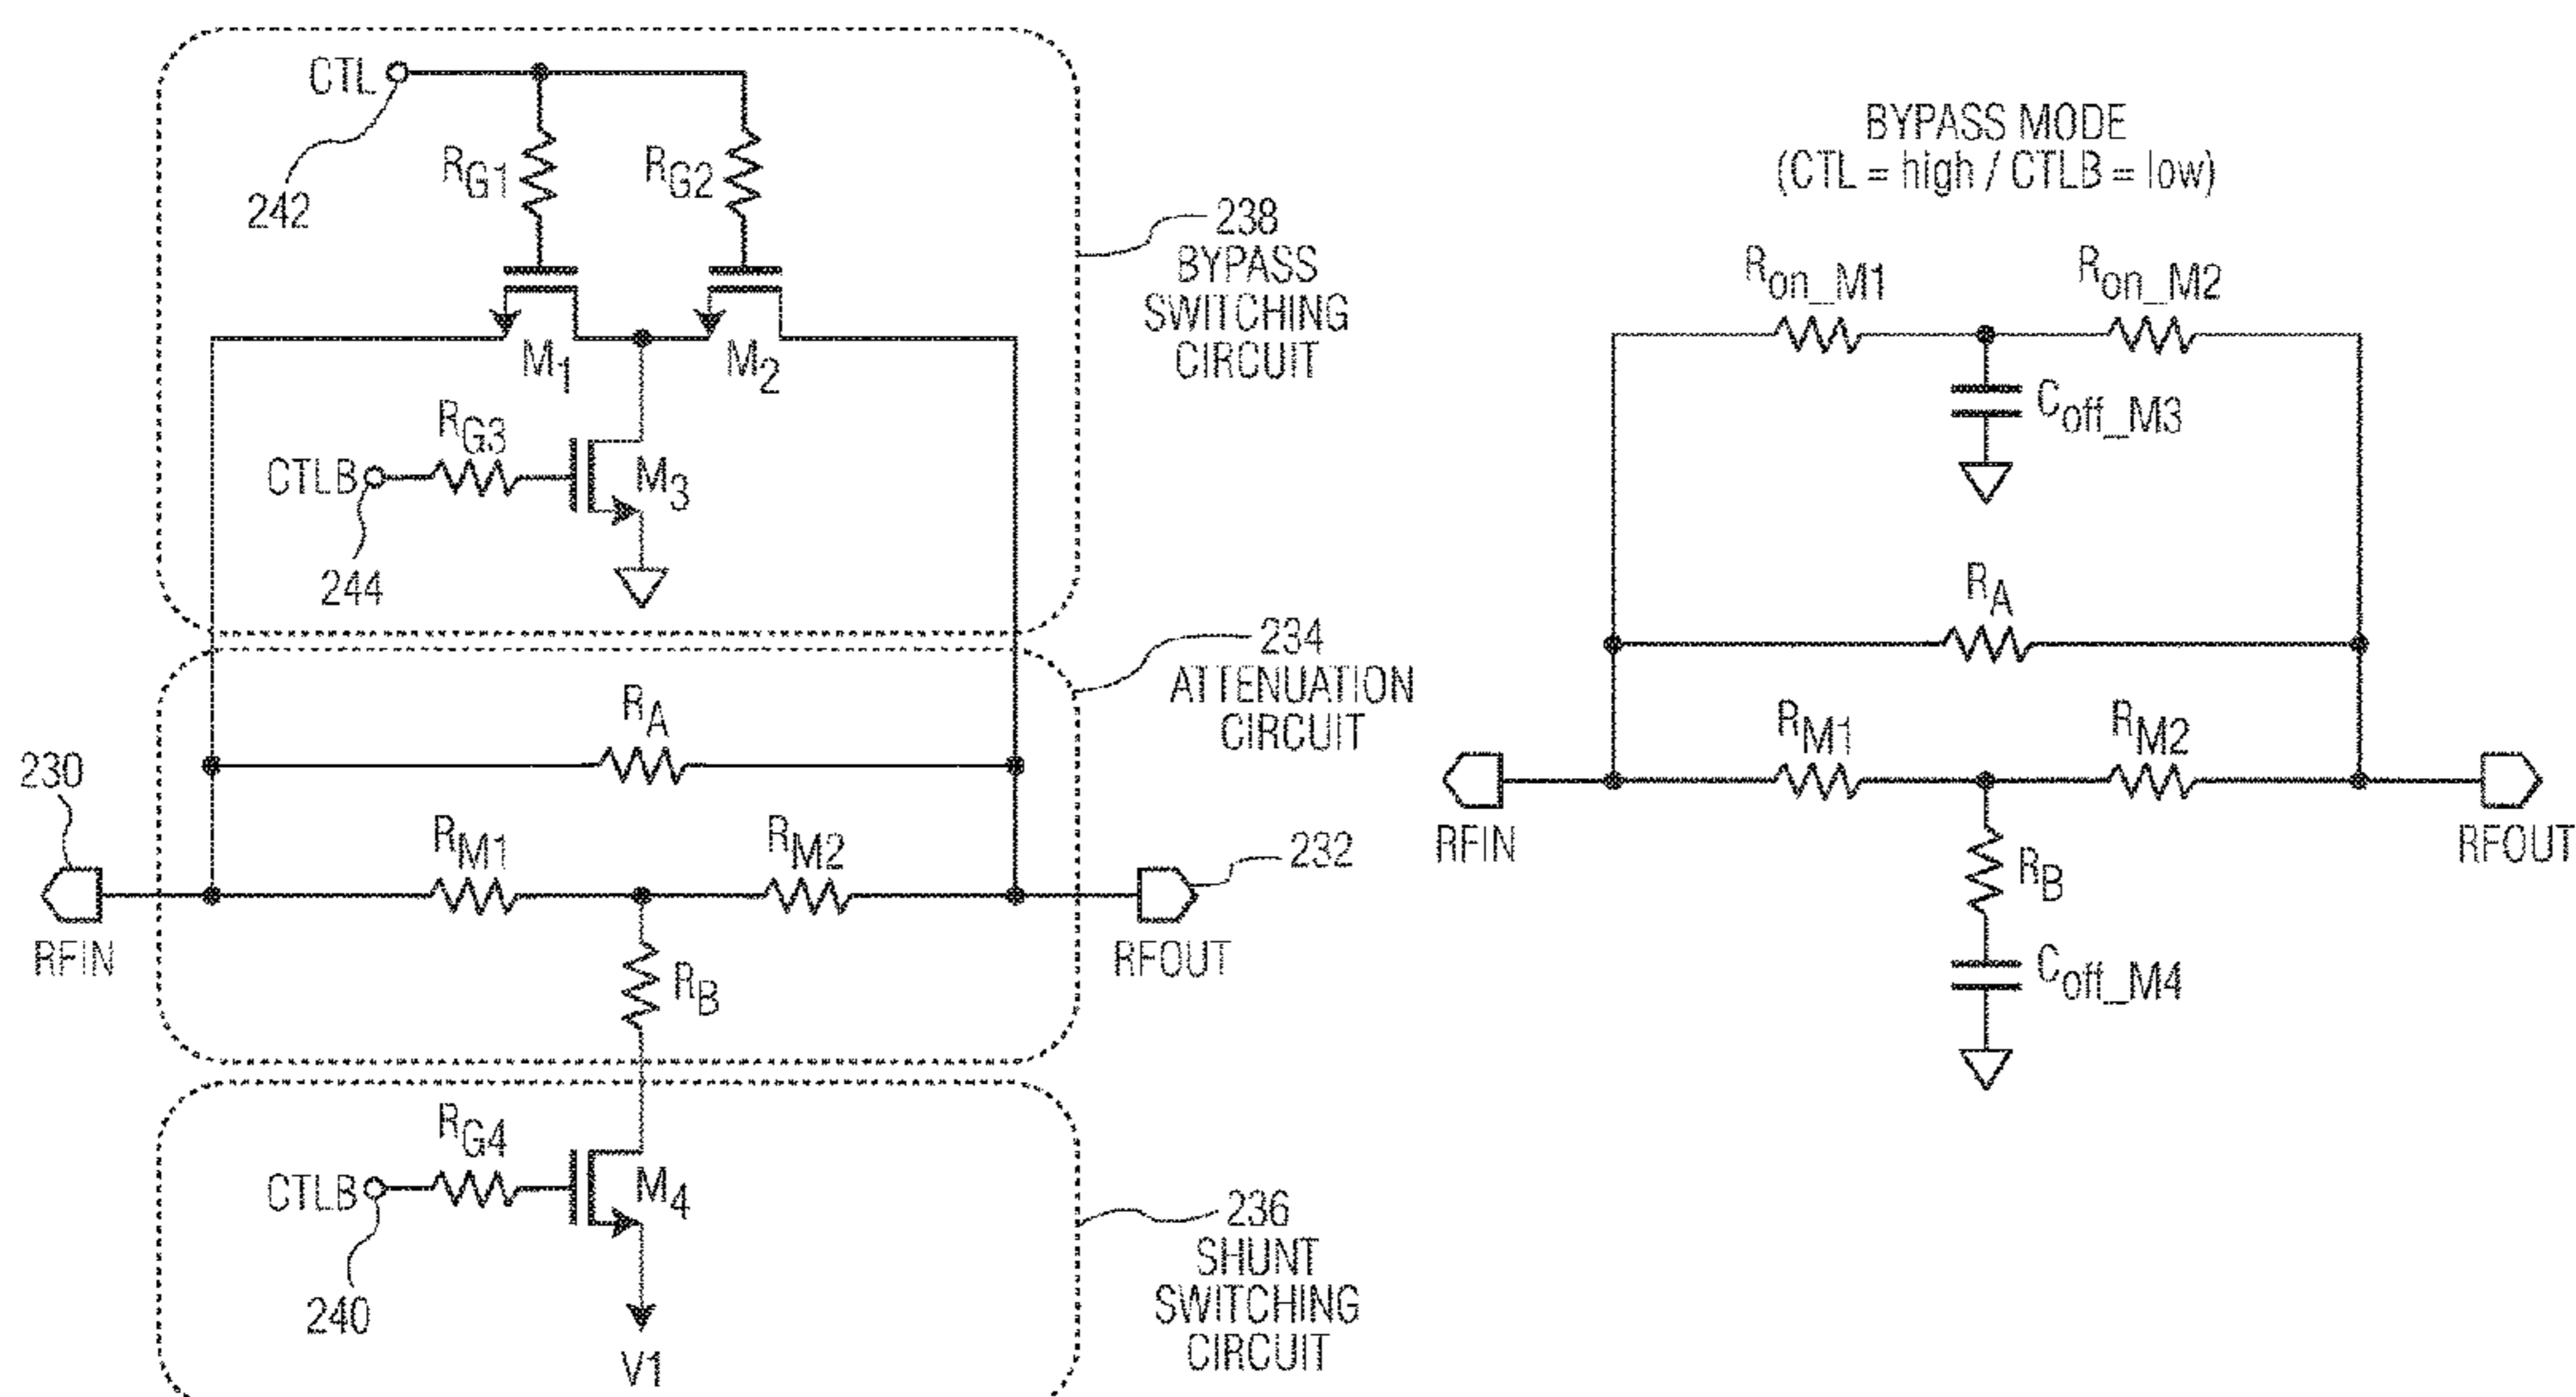 CTL
242
RG1
RG2
M1
M2
RG3
CTLB
M3
244
238
BYPASS
SWITCHING
CIRCUIT
234
ATTENUATION
CIRCUIT
RA
230
RM1
RM2
232
RFIN
RFOUT
RB
RG4
CTLB
M4
240
V1
236
SHUNT
SWITCHING
CIRCUIT
BYPASS MODE
(CTL = high / CTLB = low)
Ron_M1
Ron_M2
Coff_M3
RA
RM1
RM2
RFIN
RFOUT
RB
Coff_M4